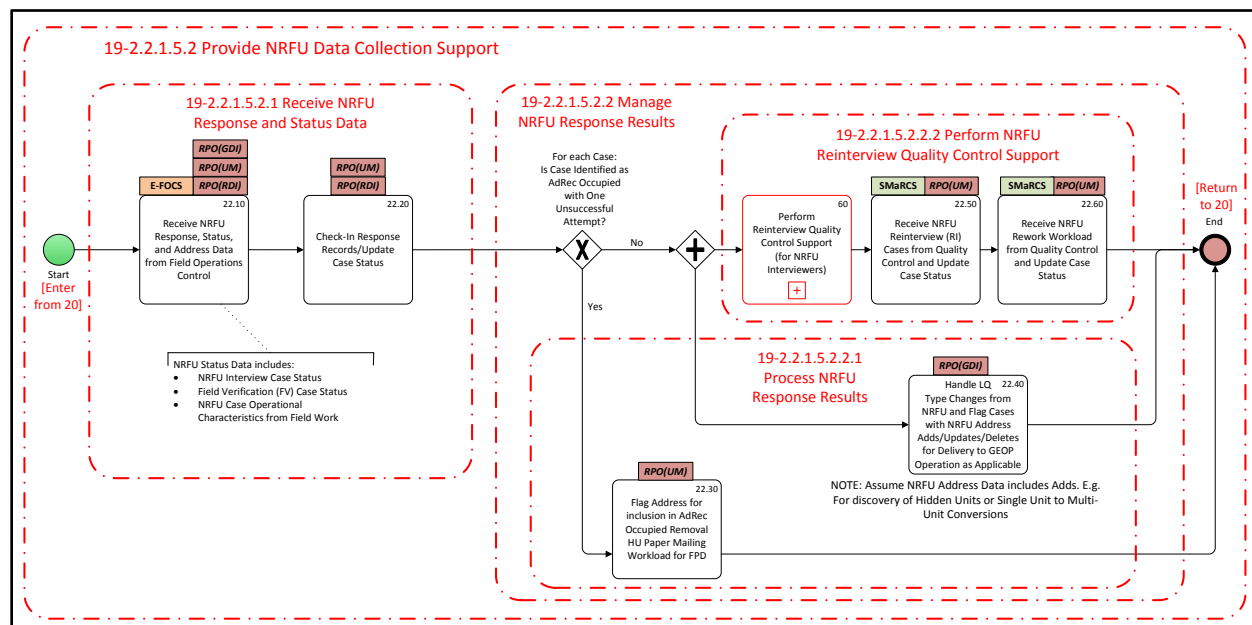 19-2.2.1.5.2 Provide NRFU Data Collection Support
19-2.2.1.5.2.1 Receive NRFU
Response and Status Data
RPO(GDI)
RPO(UM)
E-FOCS
RPO(RDI)
22.10
Receive NRFU
Response, Status,
and Address Data
from Field Operations
Control
RPO(UM)
RPO(RDI)
22.20
Check-In Response
Records/Update
Case Status
Start
[Enter
from 20]
NRFU Status Data includes:
• NRFU Interview Case Status
• Field Verification (FV) Case Status
• NRFU Case Operational
Characteristics from Field Work
19-2.2.1.5.2.2 Manage
NRFU Response Results
For each Case:
Is Case Identified as
AdRec Occupied
with One
Unsuccessful
Attempt?
X
No
Yes
19-2.2.1.5.2.2.2 Perform NRFU
Reinterview Quality Control Support
60
Perform
Reinterview Quality
Control Support
(for NRFU
Interviewers)
+
SMaRCS
RPO(UM)
22.50
Receive NRFU
Reinterview (RI)
Cases from Quality
Control and Update
Case Status
SMaRCS
RPO(UM)
22.60
Receive NRFU
Rework Workload
from Quality Control
and Update Case
Status
[Return
to 20]
End
19-2.2.1.5.2.2.1
Process NRFU
Response Results
RPO(GDI)
Handle LQ 22.40
Type Changes from
NRFU and Flag Cases
with NRFU Address
Adds/Updates/Deletes
for Delivery to GEOP
Operation as Applicable
NOTE: Assume NRFU Address Data includes Adds. E.g.
For discovery of Hidden Units or Single Unit to Multi-
Unit Conversions
RPO(UM)
22.30
Flag Address for
inclusion in AdRec
Occupied Removal
HU Paper Mailing
Workload for FPD